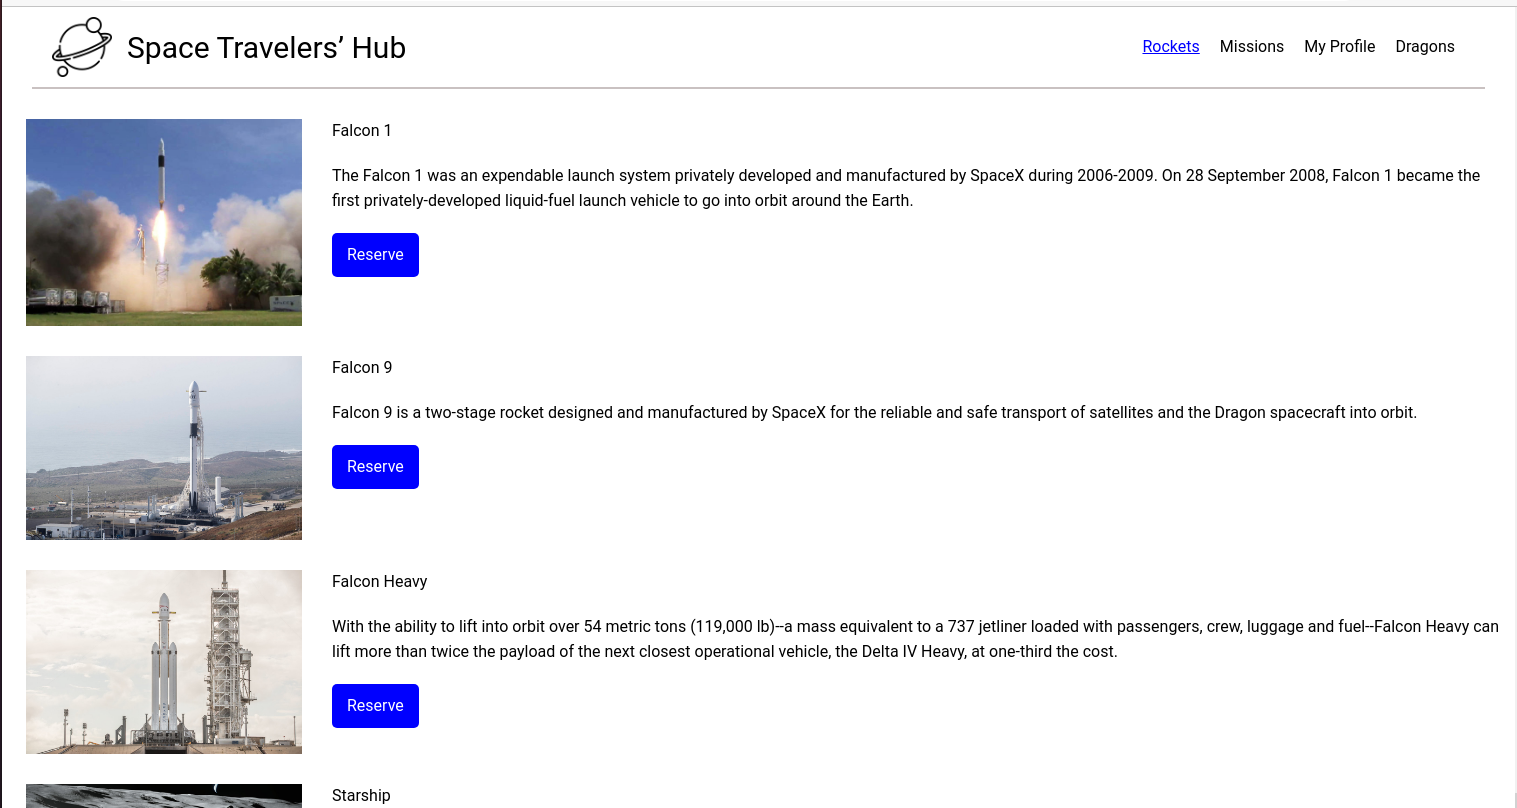 Space Travelers’ Hub
Rockets Missions My Profile Dragons
Falcon 1
The Falcon 1 was an expendable launch system privately developed and manufactured by SpaceX during 2006-2009. On 28 September 2008, Falcon 1 became the
first privately-developed liquid-fuel launch vehicle to go into orbit around the Earth.
Reserve
Falcon 9
Falcon 9 is a two-stage rocket designed and manufactured by SpaceX for the reliable and safe transport of satellites and the Dragon spacecraft into orbit.
Reserve
Falcon Heavy
With the ability to lift into orbit over 54 metric tons (119,000 lb)--a mass equivalent to a 737 jetliner loaded with passengers, crew, luggage and fuel--Falcon Heavy can
lift more than twice the payload of the next closest operational vehicle, the Delta IV Heavy, at one-third the cost.
Reserve
Starship